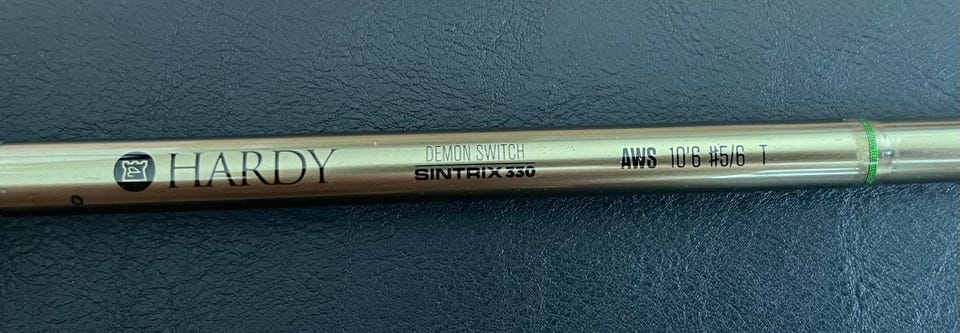 HARDY
DEMON SWITCH
SINTRIX 330
AWS 10'6 #5/6 T